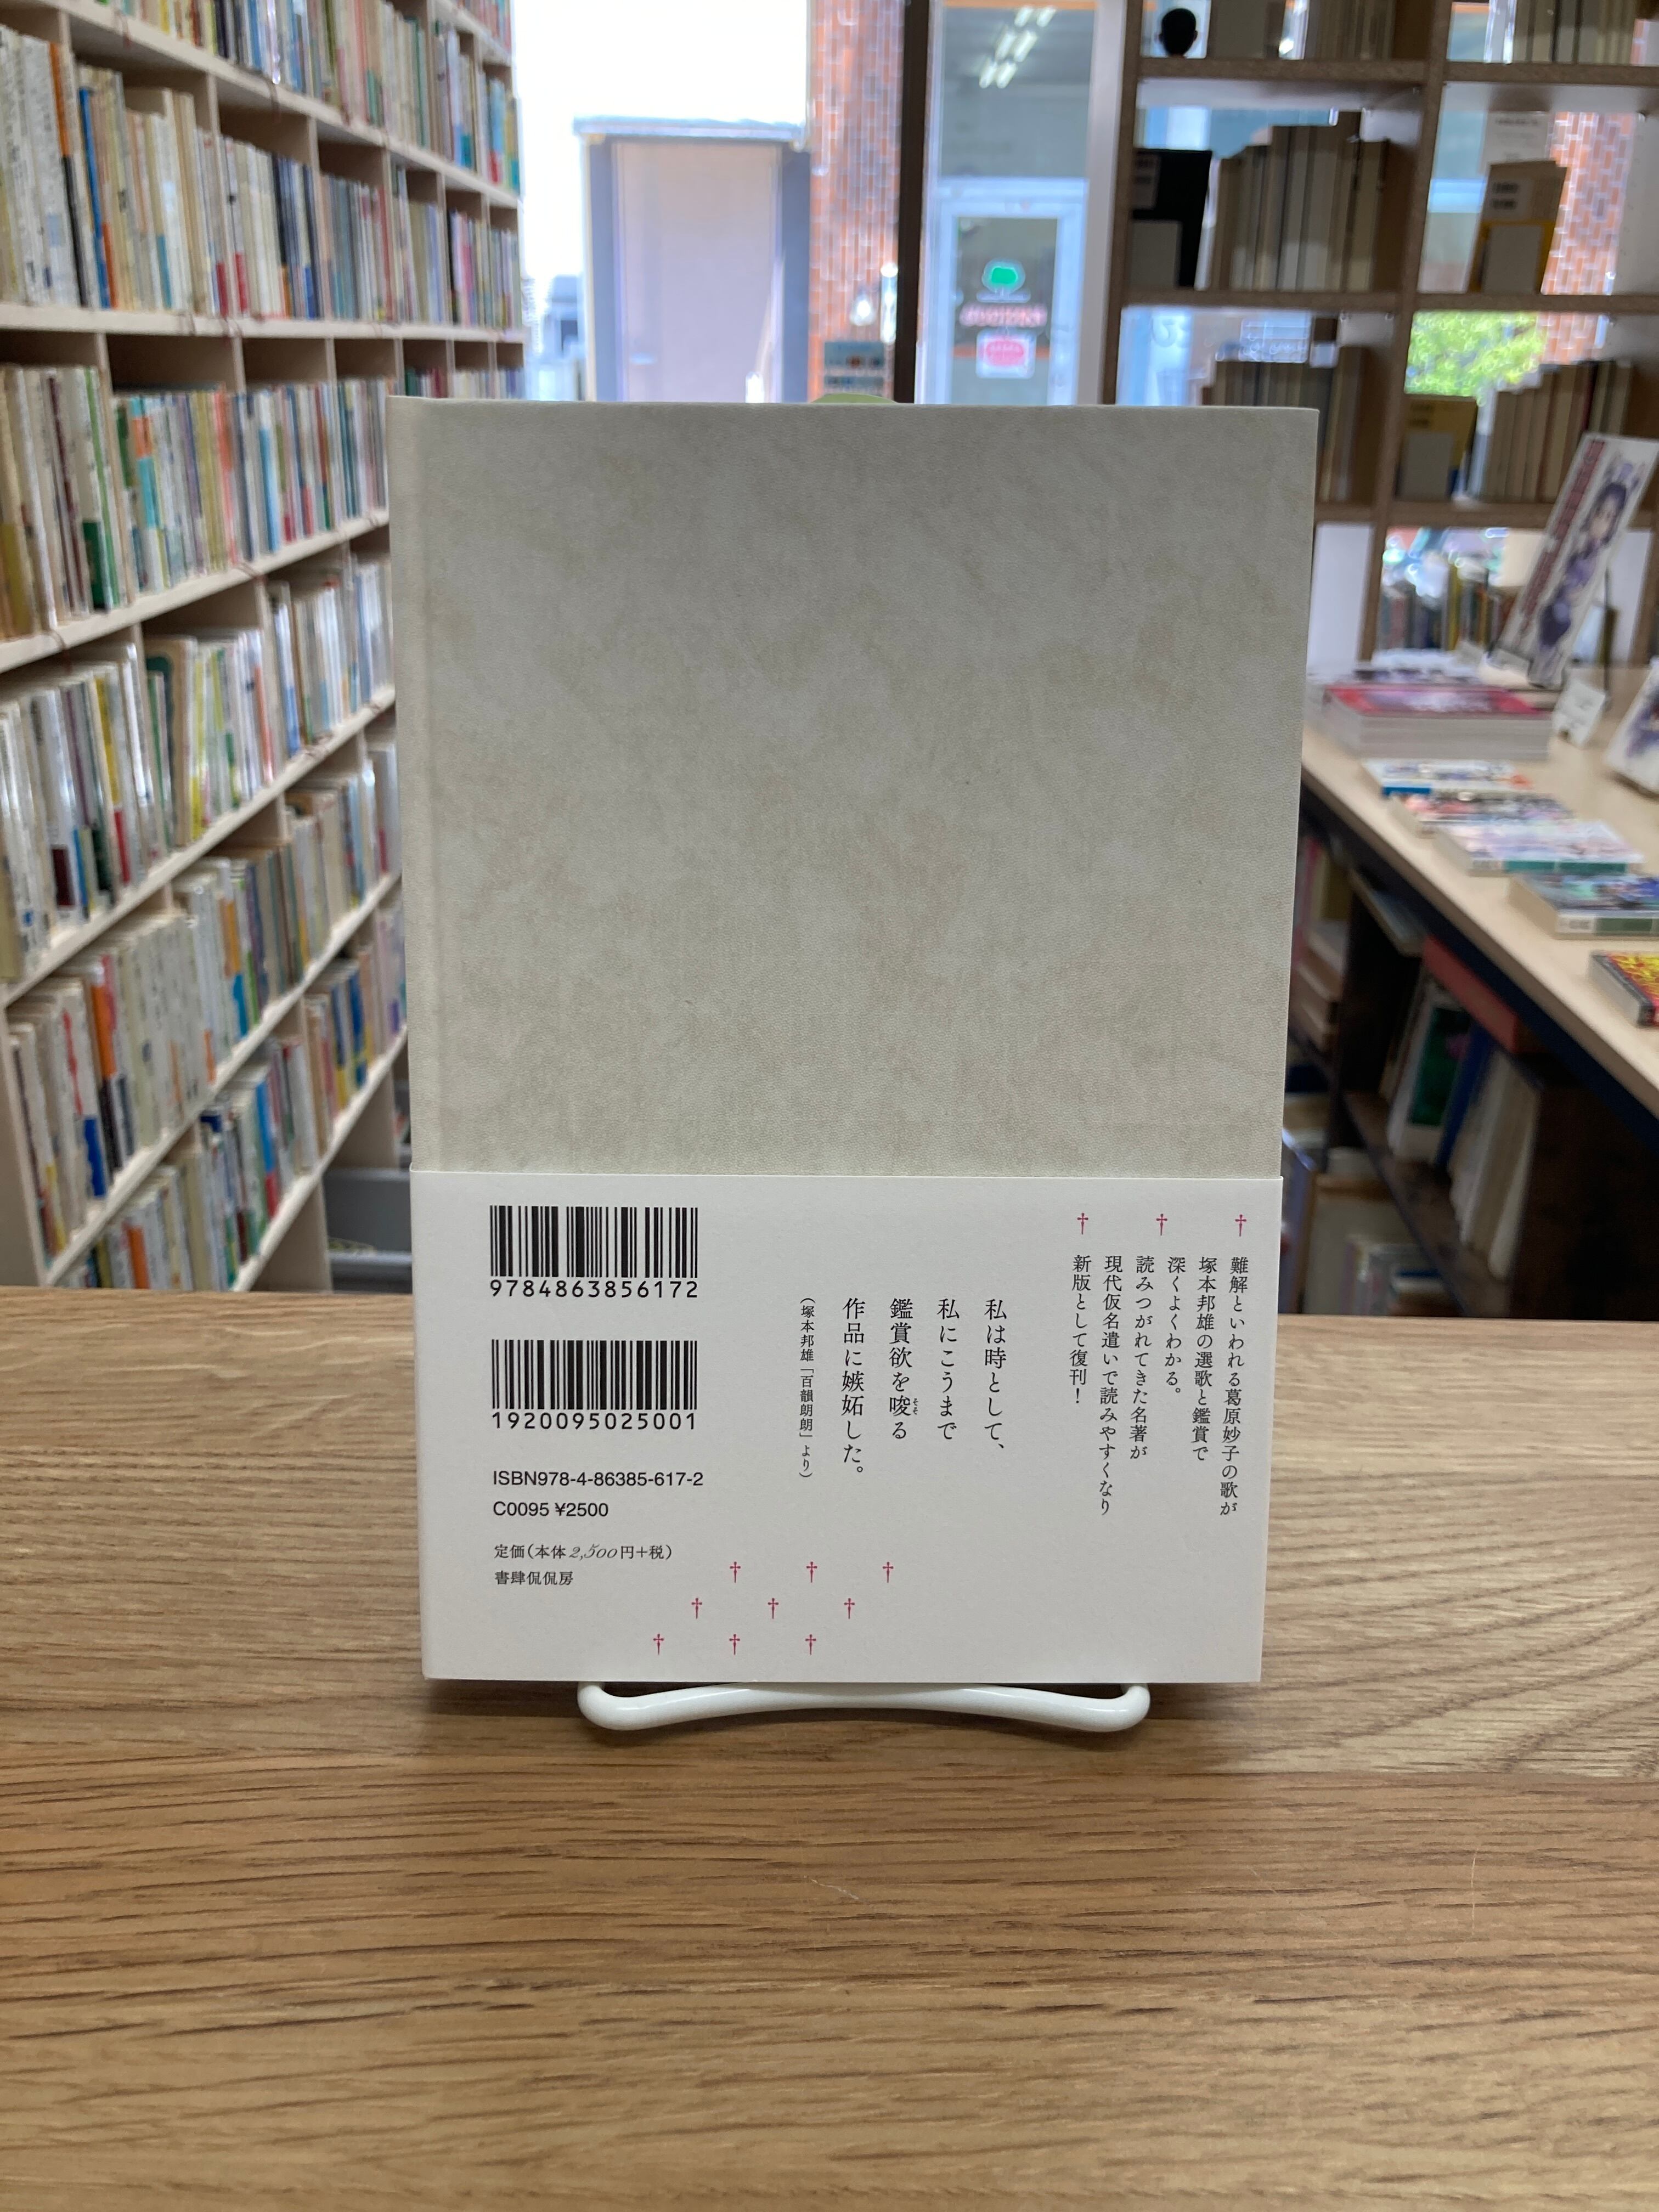 † 難解といわれる葛原妙子の歌が
塚本邦雄の選歌と鑑賞で
深くよくわかる。
† 読みつがれてきた名著が
現代仮名遣いで読みやすくなり
† 新版として復刊!
私は時として、
私にこうまで
鑑賞欲を唆る
そそ
作品に嫉妬した。
(塚本邦雄「百韻朗朗」より)
9784863856172
1920095025001
ISBN978-4-86385-617-2
C0095 ¥2500
定価(本体2,500円+税)
書肆侃侃房
† † †
† † †
† † †